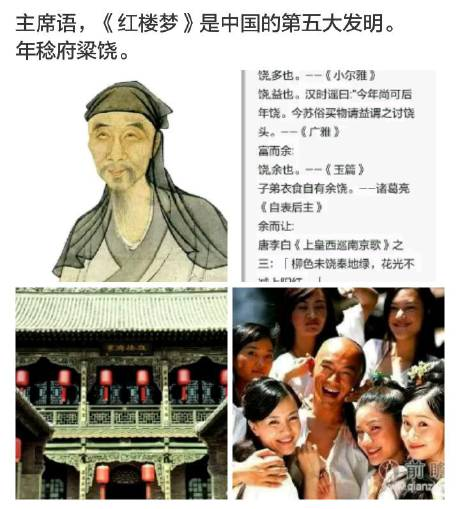 主席语，《红楼梦》是中国的第五大发明。
年稔府粱饶。
饶,多也。--《小尔雅》
饶,益也。汉时谣曰:"今年尚可后
年饶。今苏俗买物请益谓之讨饶
头。--《广雅》
富而余:
饶,余也。--《玉篇》
子弟衣食自有余饶。--诸葛亮
《自表后主》
余而让:
唐李白《上皇西巡南京歌》之
三:「柳色未饶秦地绿，花光不
前瞻